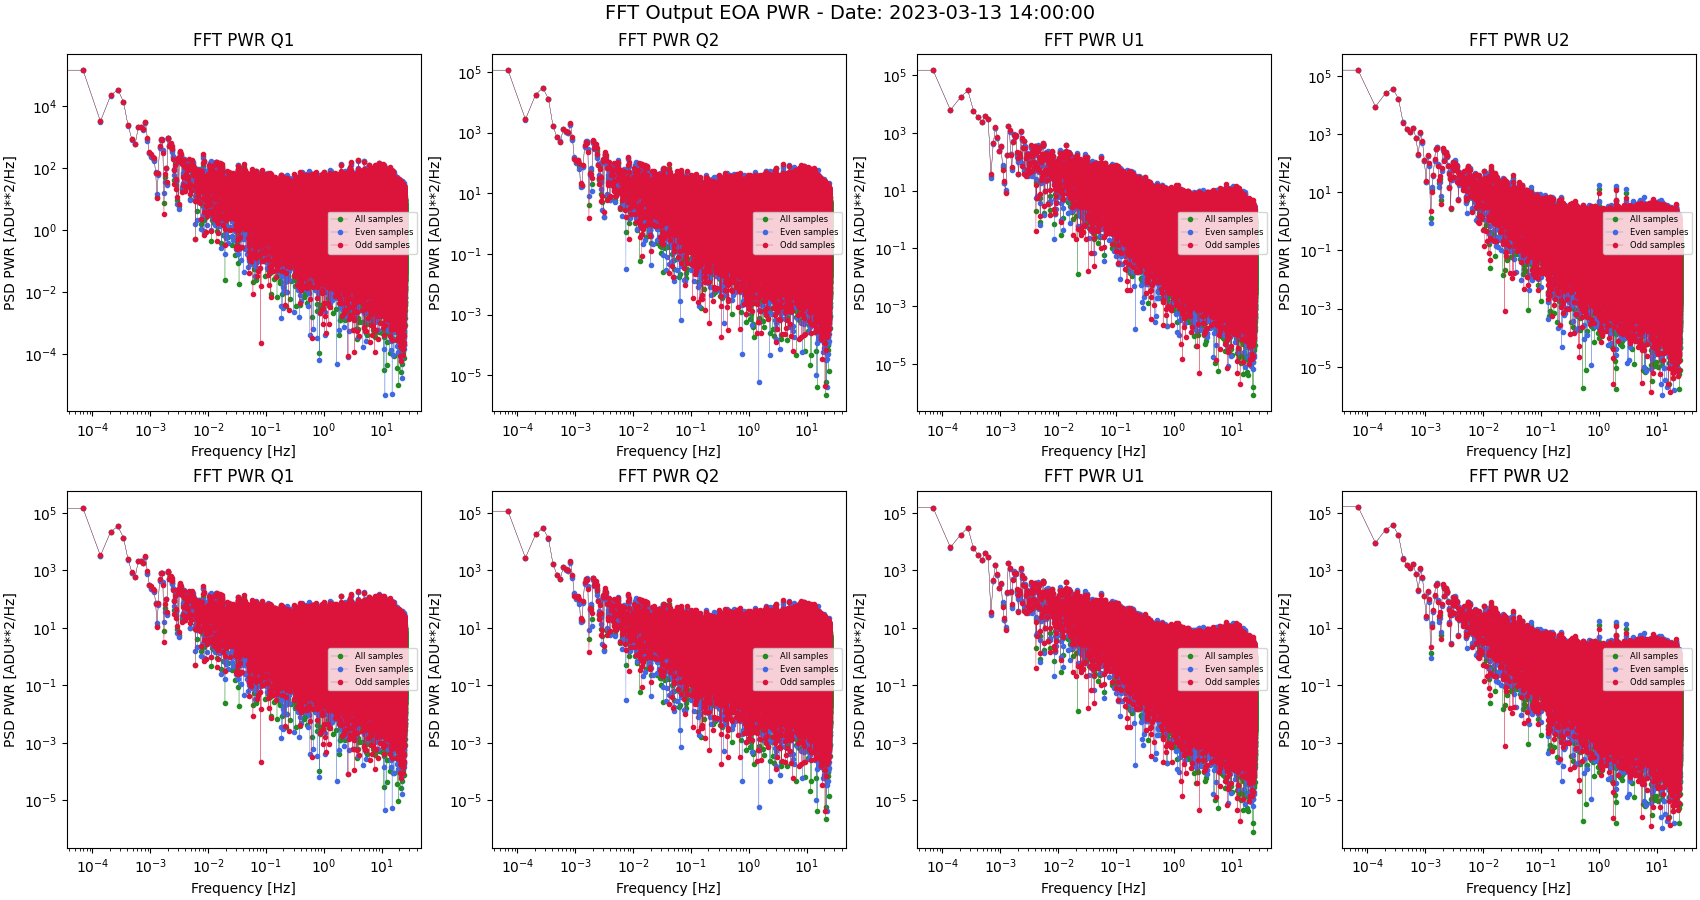 FFT Output EOA PWR - Date: 2023-03-13 14:00:00
FFT PWR Q1
PSD PWR [ADU**2/Hz]
10^4
10^2
10^0
10^-2
10^-4
All samples
Even samples
Odd samples
10^-4 10^-3 10^-2 10^-1 10^0 10^1
Frequency [Hz]
FFT PWR Q2
PSD PWR [ADU**2/Hz]
10^5
10^3
10^1
10^-1
10^-3
10^-5
All samples
Even samples
Odd samples
10^-4 10^-3 10^-2 10^-1 10^0 10^1
Frequency [Hz]
FFT PWR U1
PSD PWR [ADU**2/Hz]
10^5
10^3
10^1
10^-1
10^-3
10^-5
All samples
Even samples
Odd samples
10^-4 10^-3 10^-2 10^-1 10^0 10^1
Frequency [Hz]
FFT PWR U2
PSD PWR [ADU**2/Hz]
10^5
10^3
10^1
10^-1
10^-3
10^-5
All samples
Even samples
Odd samples
10^-4 10^-3 10^-2 10^-1 10^0 10^1
Frequency [Hz]
FFT PWR Q1
PSD PWR [ADU**2/Hz]
10^5
10^3
10^1
10^-1
10^-3
10^-5
All samples
Even samples
Odd samples
10^-4 10^-3 10^-2 10^-1 10^0 10^1
Frequency [Hz]
FFT PWR Q2
PSD PWR [ADU**2/Hz]
10^5
10^3
10^1
10^-1
10^-3
10^-5
All samples
Even samples
Odd samples
10^-4 10^-3 10^-2 10^-1 10^0 10^1
Frequency [Hz]
FFT PWR U1
PSD PWR [ADU**2/Hz]
10^5
10^3
10^1
10^-1
10^-3
10^-5
All samples
Even samples
Odd samples
10^-4 10^-3 10^-2 10^-1 10^0 10^1
Frequency [Hz]
FFT PWR U2
PSD PWR [ADU**2/Hz]
10^5
10^3
10^1
10^-1
10^-3
10^-5
All samples
Even samples
Odd samples
10^-4 10^-3 10^-2 10^-1 10^0 10^1
Frequency [Hz]